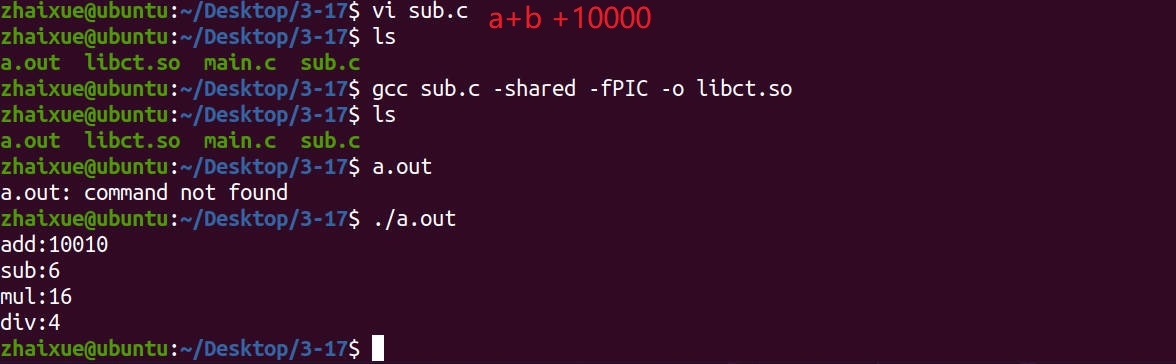 zhaixue@ubuntu:~/Desktop/3-17$ vi sub.c a+b +10000
zhaixue@ubuntu:~/Desktop/3-17$ ls
a.out libct.so main.c sub.c
zhaixue@ubuntu:~/Desktop/3-17$ gcc sub.c -shared -fPIC -o libct.so
zhaixue@ubuntu:~/Desktop/3-17$ ls
a.out libct.so main.c sub.c
zhaixue@ubuntu:~/Desktop/3-17$ a.out
a.out: command not found
zhaixue@ubuntu:~/Desktop/3-17$ ./a.out
add:10010
sub:6
mul:16
div:4
zhaixue@ubuntu:~/Desktop/3-17$